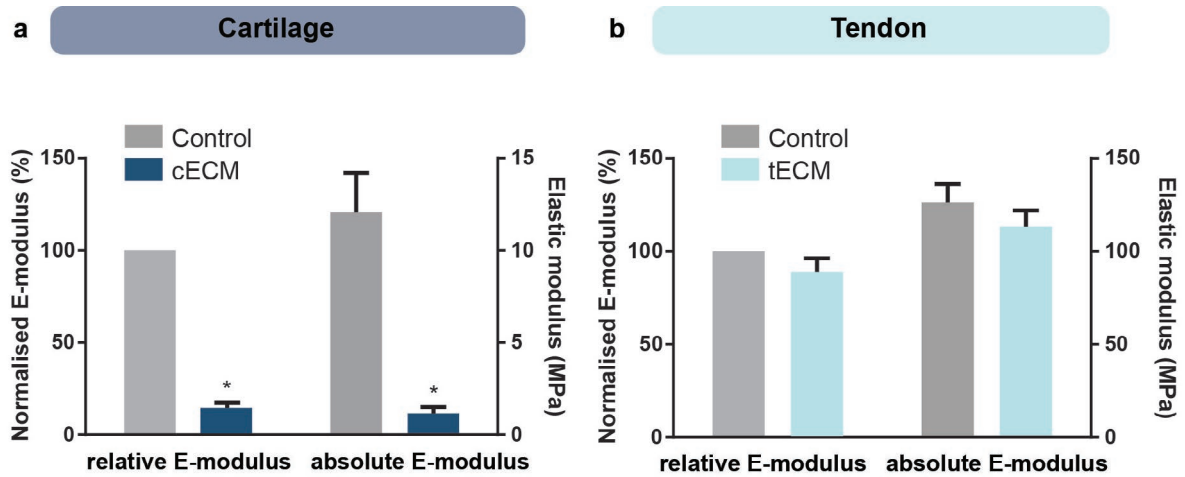 a
Cartilage
Control
cECM
Normalised E-modulus (%)
150
100
50
0
15
10
5
0
Elastic modulus (MPa)
*
*
relative E-modulus
absolute E-modulus
b
Tendon
Control
tECM
Normalised E-modulus (%)
150
100
50
0
150
100
50
0
Elastic modulus (MPa)
relative E-modulus
absolute E-modulus